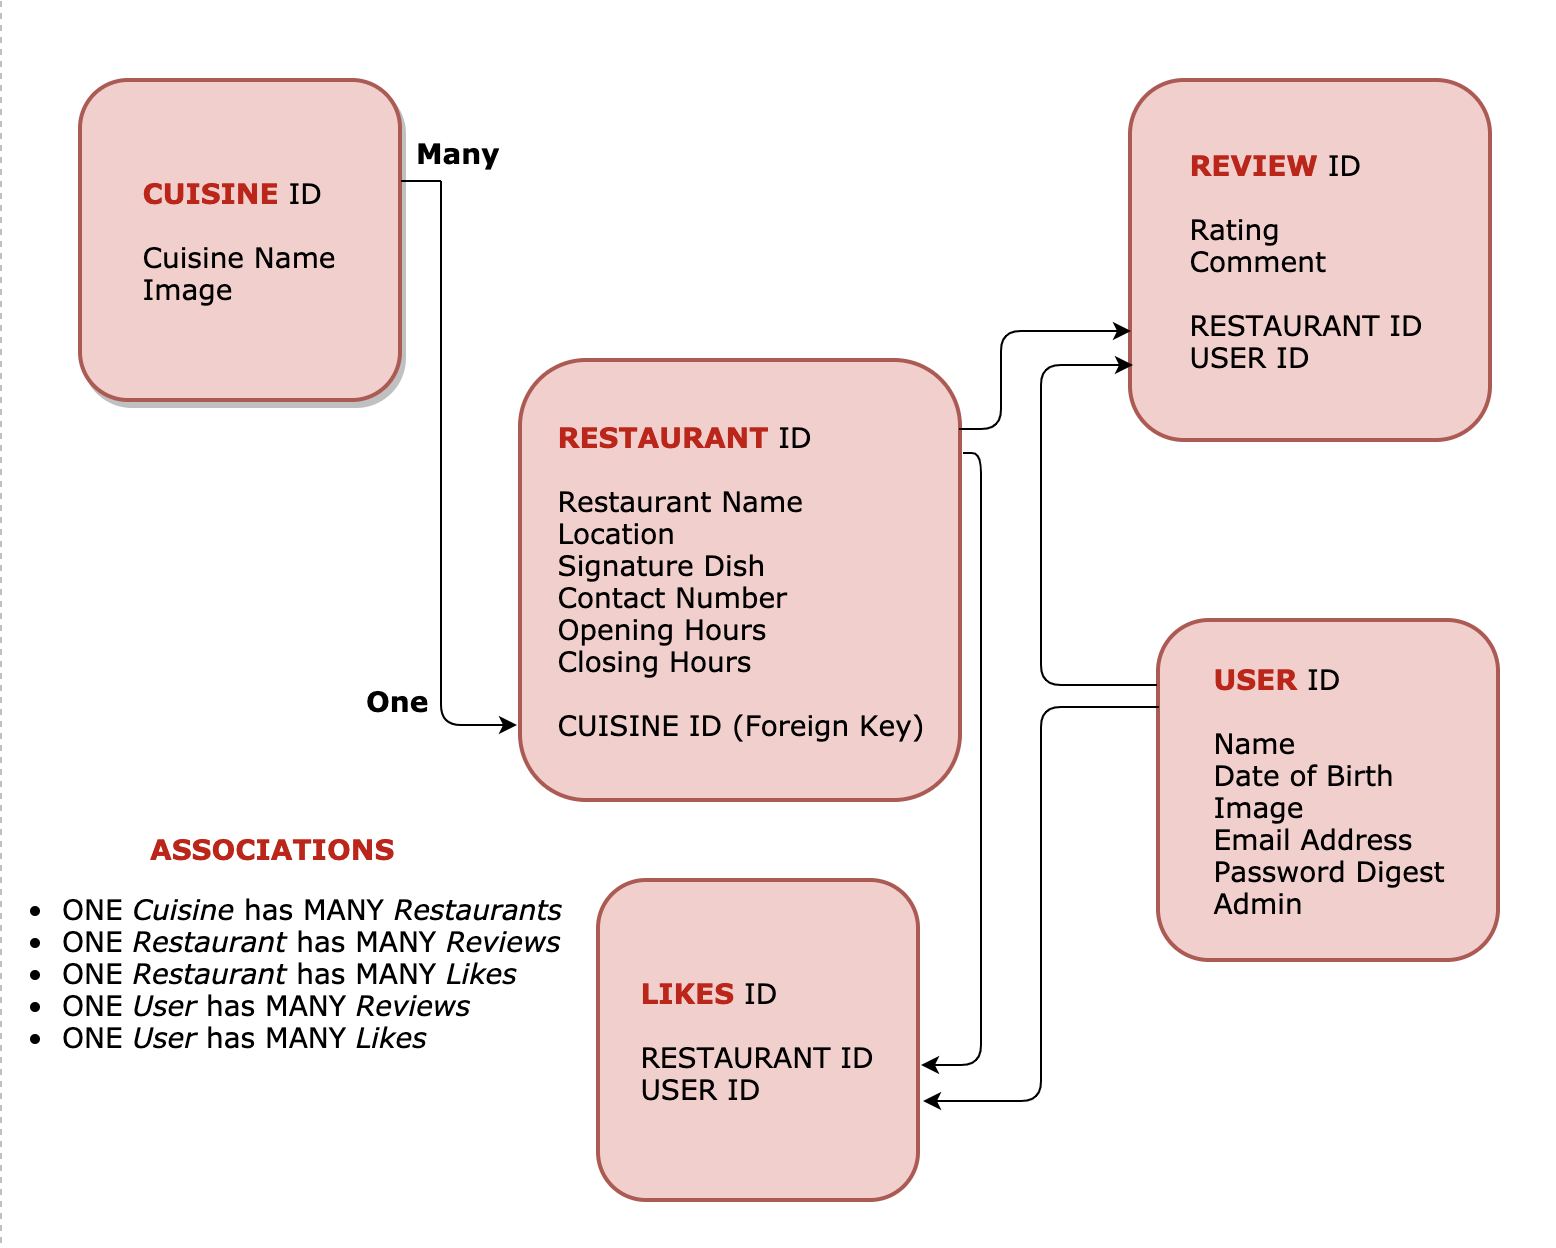 CUISINE ID
Cuisine Name
Image
Many
One
RESTAURANT ID
Restaurant Name
Location
Signature Dish
Contact Number
Opening Hours
Closing Hours
CUISINE ID (Foreign Key)
REVIEW ID
Rating
Comment
RESTAURANT ID
USER ID
USER ID
Name
Date of Birth
Image
Email Address
Password Digest
Admin
ASSOCIATIONS
• ONE Cuisine has MANY Restaurants
• ONE Restaurant has MANY Reviews
• ONE Restaurant has MANY Likes
• ONE User has MANY Reviews
• ONE User has MANY Likes
LIKES ID
RESTAURANT ID
USER ID